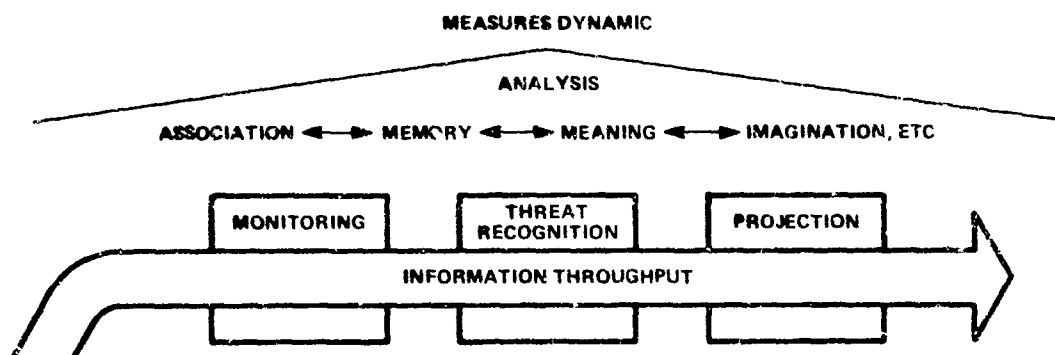 MEASURES DYNAMIC
ANALYSIS
ASSOCIATION MEMORY MEANING IMAGINATION, ETC
MONITORING
THREAT
RECOGNITION
PROJECTION
INFORMATION THROUGHPUT